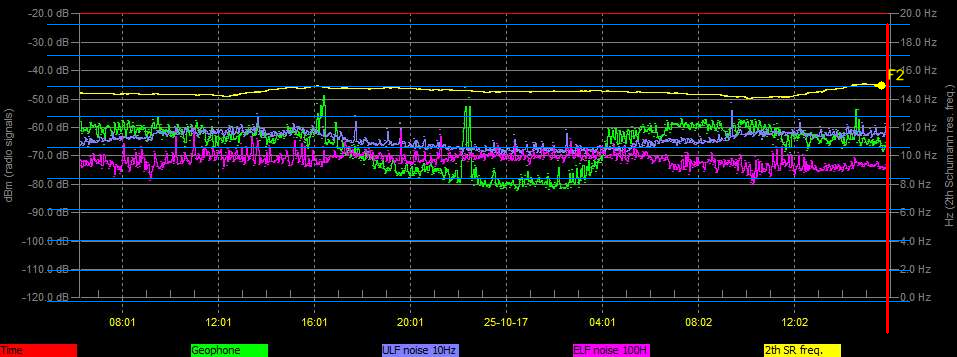 -20.0 dB 20.0 Hz
-30.0 dB 18.0 Hz
-40.0 dB 16.0 Hz
F2
-50.0 dB 14.0 Hz
-60.0 dB 12.0 Hz
-70.0 dB 10.0 Hz
-80.0 dB 8.0 Hz
-90.0 dB 6.0 Hz
-100.0 dB 4.0 Hz
-110.0 dB 2.0 Hz
-120.0 dB 0.0 Hz
dBm (radio signals)
Hz (2th Schumann res. freq.)
08:01 12:01 16:01 20:01 25-10-17 04:01 08:02 12:02
Time Geophone ULF noise 10Hz ELF noise 100H 2th SR freq.